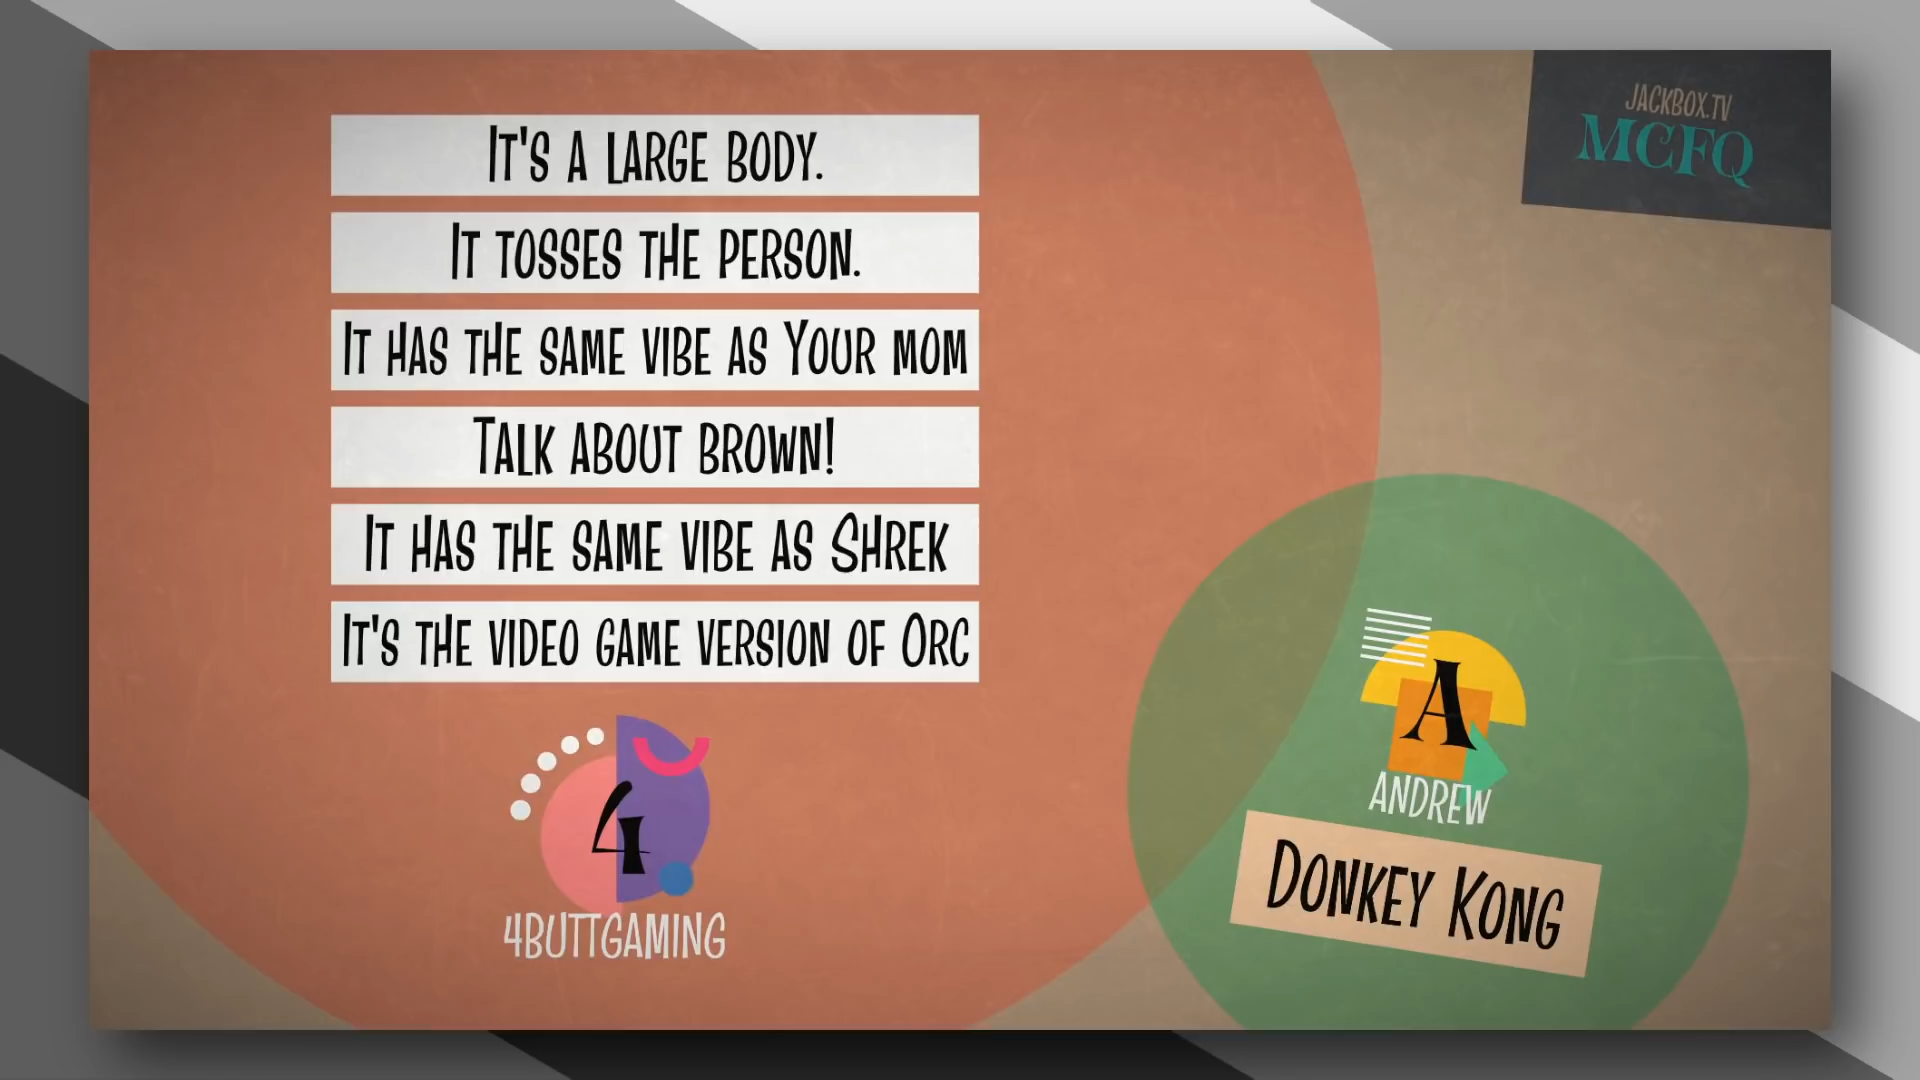 JACKBOX.TV
MCFQ
IT'S A LARGE BODY.
IT TOSSES THE PERSON.
IT HAS THE SAME VIBE AS YOUR MOM
TALK ABOUT BROWN!
IT HAS THE SAME VIBE AS SHREK
IT'S THE VIDEO GAME VERSION OF ORC
4
4BUTTGAMING
A
ANDREW
DONKEY KONG